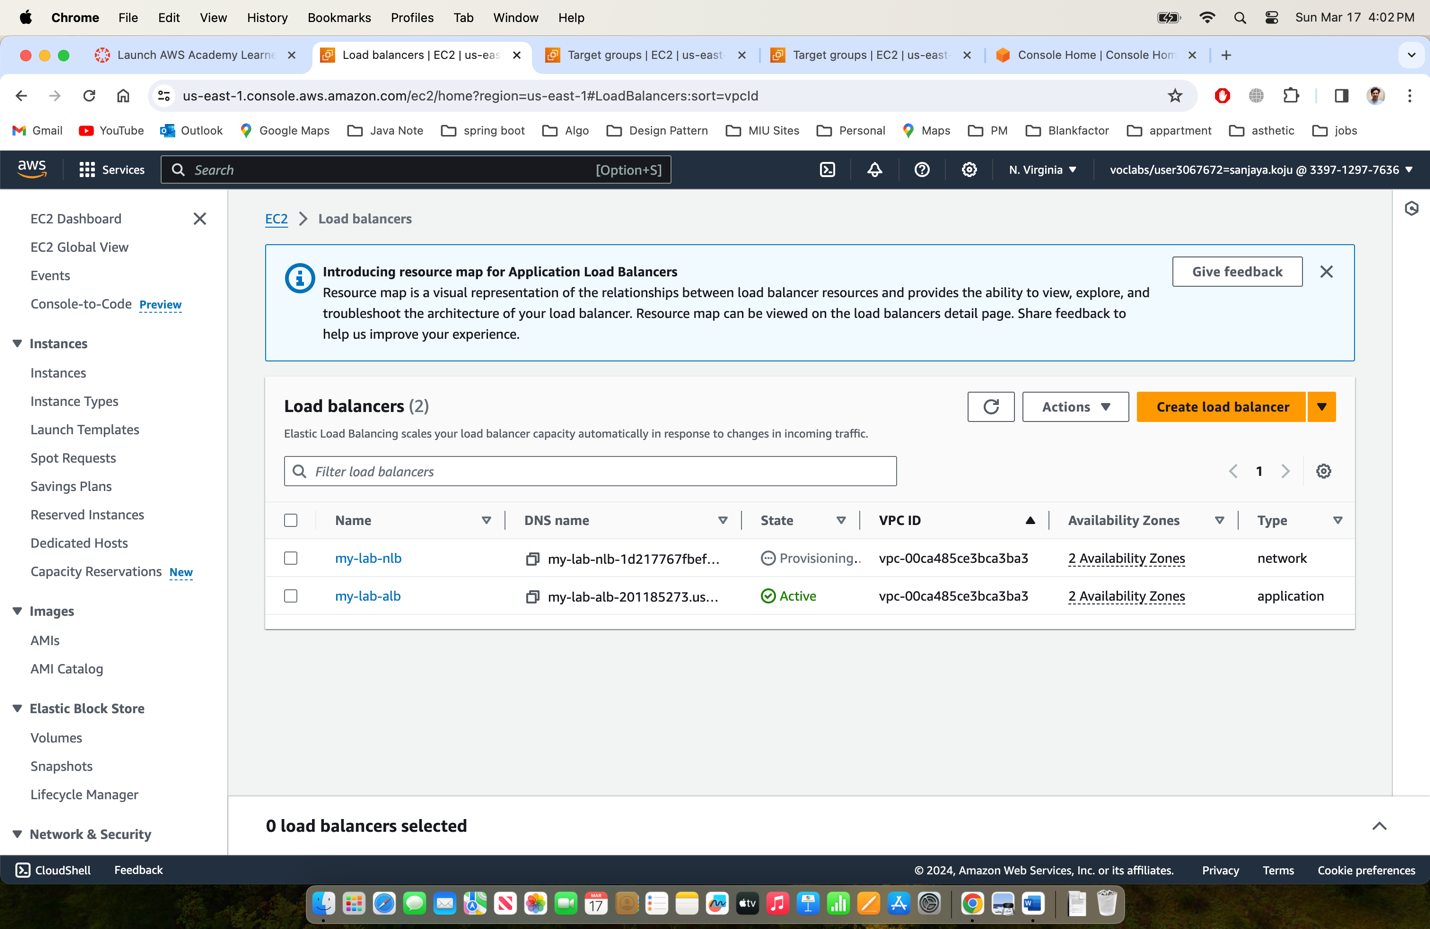 Chrome File Edit View History Bookmarks Profiles Tab Window Help Sun Mar 17 4:02 PM
Launch AWS Academy Learne Load balancers | EC2 | us-eas Target groups | EC2 | us-east- Target groups | EC2 | us-east- Console Home | Console Hom
us-east-1.console.aws.amazon.com/ec2/home?region=us-east-1#LoadBalancers:sort=vpcId
Gmail YouTube Outlook Google Maps Java Note spring boot Algo Design Pattern MIU Sites Personal Maps PM Blankfactor appartment asthetic jobs
aws Services Search [Option+S] N. Virginia voclabs/user3067672=sanjaya.koju @ 3397-1297-7636
EC2 Dashboard
EC2 Global View
Events
Console-to-Code Preview
Instances
Instances
Instance Types
Launch Templates
Spot Requests
Savings Plans
Reserved Instances
Dedicated Hosts
Capacity Reservations New
Images
AMIs
AMI Catalog
Elastic Block Store
Volumes
Snapshots
Lifecycle Manager
Network & Security
EC2 Load balancers
Introducing resource map for Application Load Balancers
Resource map is a visual representation of the relationships between load balancer resources and provides the ability to view, explore, and
troubleshoot the architecture of your load balancer. Resource map can be viewed on the load balancers detail page. Share feedback to
help us improve your experience.
Give feedback
Load balancers (2)
Actions
Create load balancer
Elastic Load Balancing scales your load balancer capacity automatically in response to changes in incoming traffic.
Filter load balancers
1
Name DNS name State VPC ID Availability Zones Type
my-lab-nlb my-lab-nlb-1d217767fbef... Provisioning.. vpc-00ca485ce3bca3ba3 2 Availability Zones network
my-lab-alb my-lab-alb-201185273.us... Active vpc-00ca485ce3bca3ba3 2 Availability Zones application
0 load balancers selected
CloudShell Feedback © 2024, Amazon Web Services, Inc. or its affiliates. Privacy Terms Cookie preferences
MAR
17
tv
W